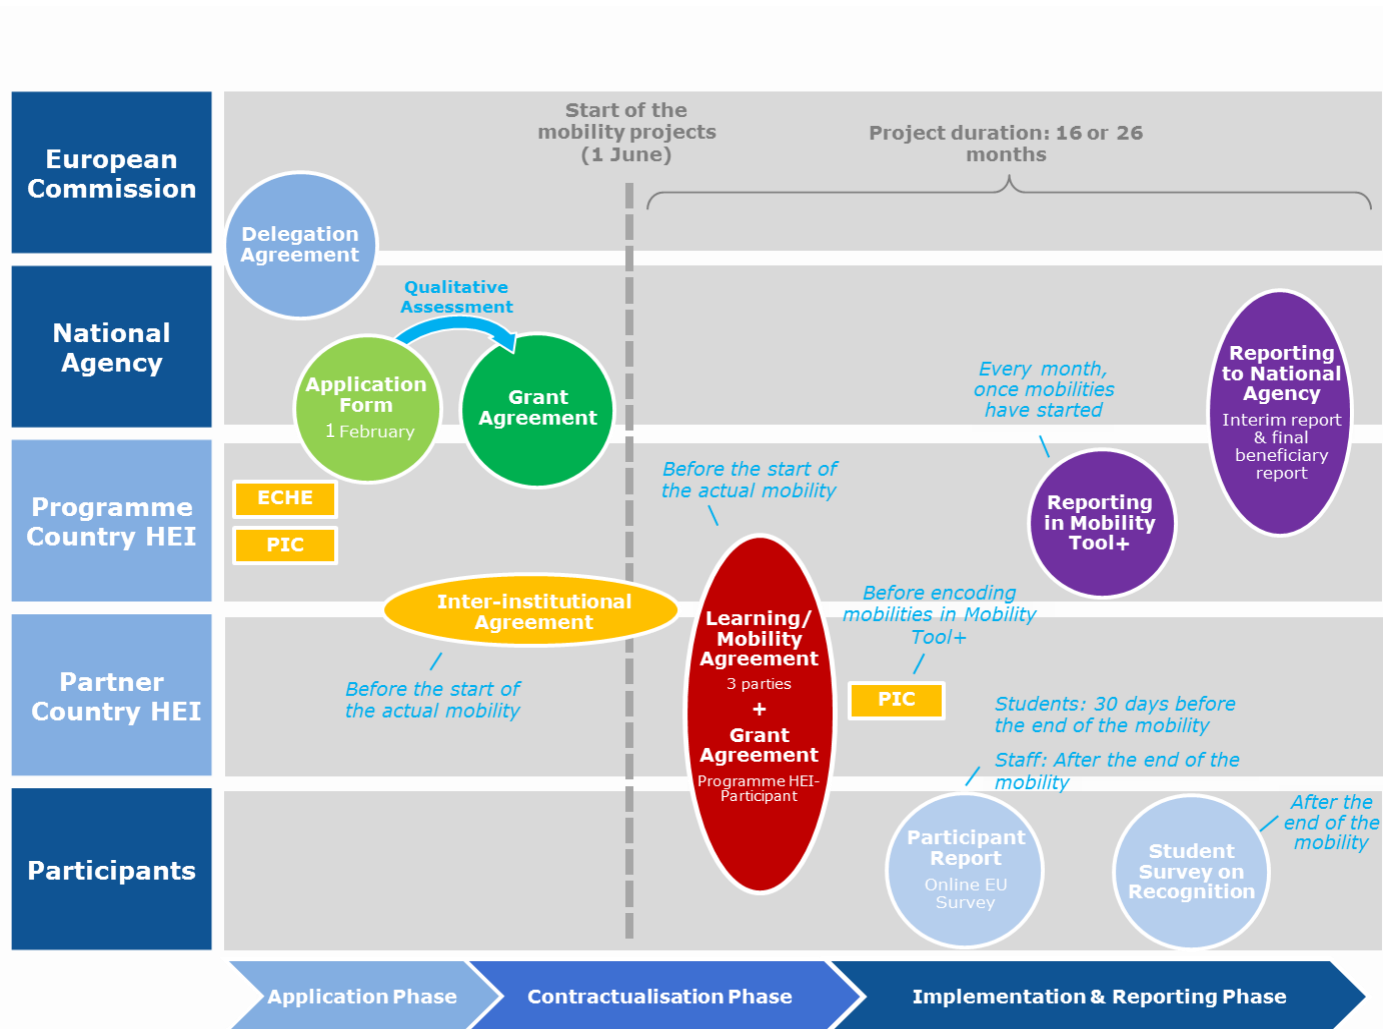 Start of the
mobility projects
(1 June)
Project duration: 16 or 26
months
European
Commission
Delegation
Agreement
National
Agency
Qualitative
Assessment
Application
Form
1 February
Grant
Agreement
Every month,
once mobilities
have started
Reporting
to National
Agency
Interim report
& final
beneficiary
report
Programme
Country HEI
ECHE
PIC
Before the start of
the actual mobility
Reporting
in Mobility
Tool+
Inter-institutional
Agreement
Before the start of
the actual mobility
Learning/
Mobility
Agreement
3 parties
+
Grant
Agreement
Programme HEI-
Participant
Before encoding
mobilities in Mobility
Tool+
PIC
Partner
Country HEI
Students: 30 days before
the end of the mobility
Staff: After the end of the
mobility
Participants
Participant
Report
Online EU
Survey
Student
Survey on
Recognition
After the
end of the
mobility
Application Phase
Contractualisation Phase
Implementation & Reporting Phase